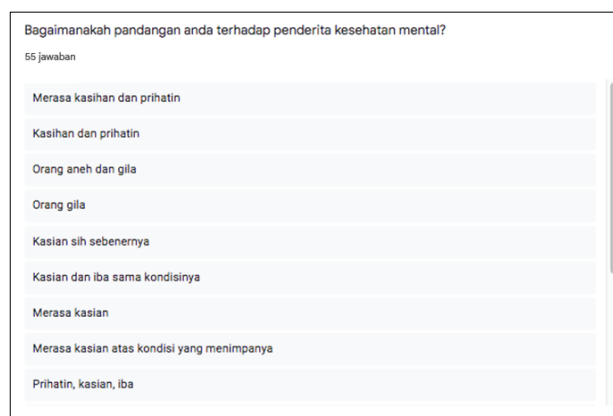 Bagaimanakah pandangan anda terhadap penderita kesehatan mental?
55 jawaban
Merasa kasihan dan prihatin
Kasihan dan prihatin
Orang aneh dan gila
Orang gila
Kasian sih sebenernya
Kasian dan iba sama kondisinya
Merasa kasian
Merasa kasian atas kondisi yang menimpanya
Prihatin, kasian, iba